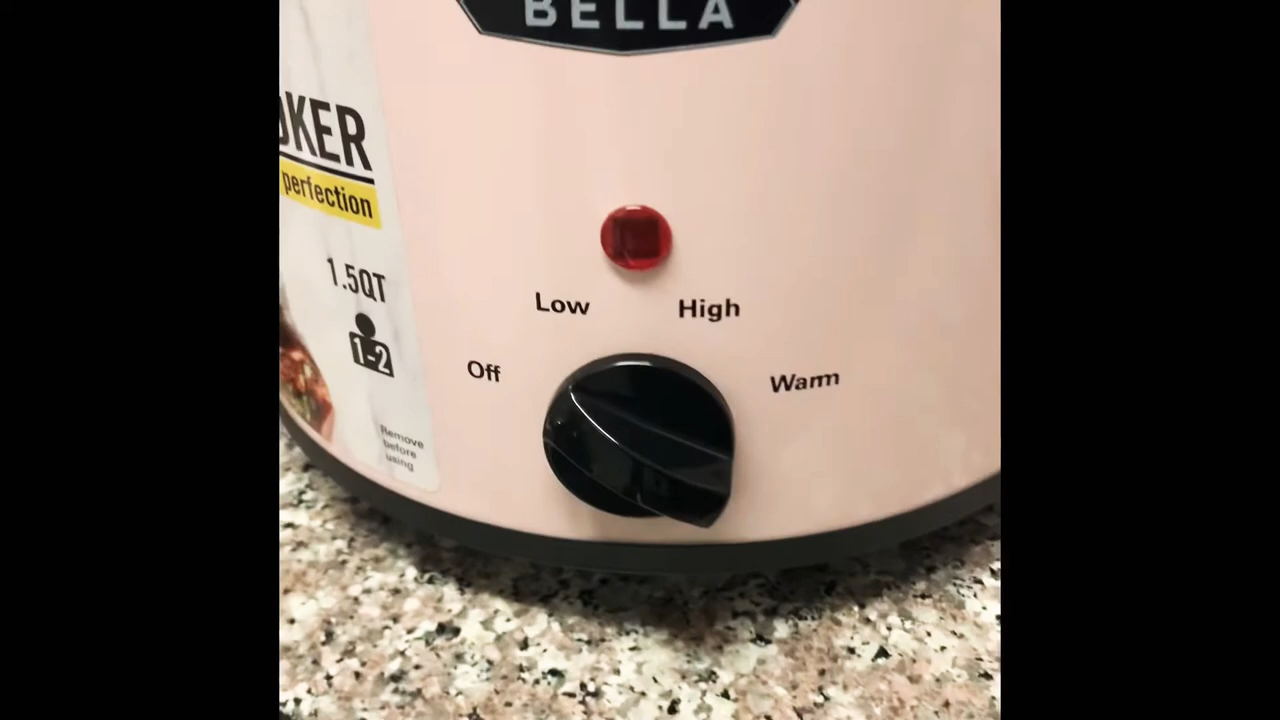 BELLA
OKER
perfection
1.5QT
1-2
Remove
before
using
Low
High
Off
Warm